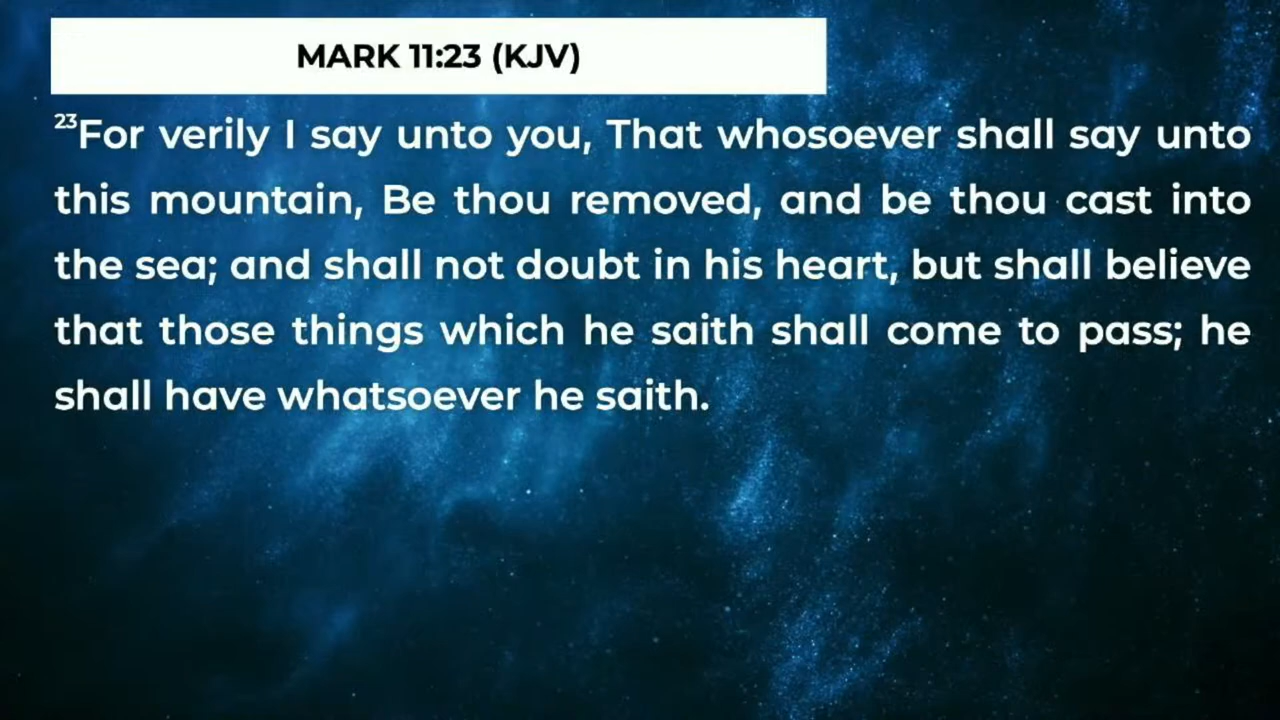 MARK 11:23 (KJV)
23For verily I say unto you, That whosoever shall say unto
this mountain, Be thou removed, and be thou cast into
the sea; and shall not doubt in his heart, but shall believe
that those things which he saith shall come to pass; he
shall have whatsoever he saith.